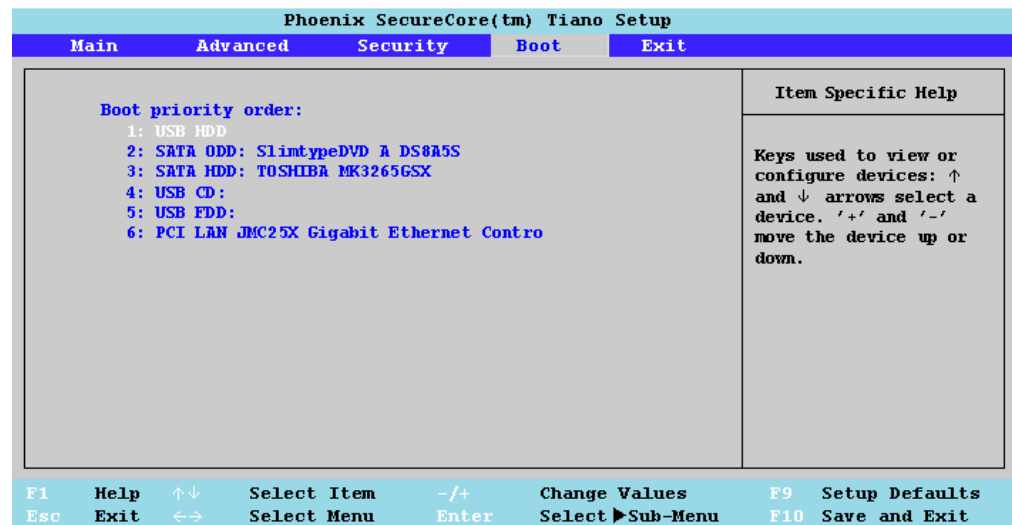 Phoenix SecureCore(tm) Tiano Setup
Main Advanced Security Boot Exit
Boot priority order:
1: USB HDD
2: SATA ODD: SlimtypeDVD A DS8A5S
3: SATA HDD: TOSHIBA MK3265GSX
4: USB CD:
5: USB FDD:
6: PCI LAN JMC25X Gigabit Ethernet Contro
Item Specific Help
Keys used to view or
configure devices: ↑
and ↓ arrows select a
device. '+' and '-'
move the device up or
down.
F1 Help ↑↓ Select Item -/+ Change Values F9 Setup Defaults
Esc Exit ←→ Select Menu Enter Select ▶Sub-Menu F10 Save and Exit